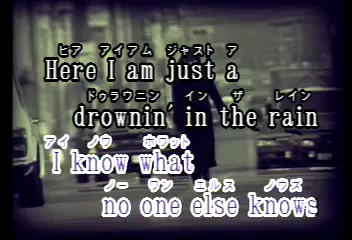 ヒア アイアム ジャスト ア
Here I am just a
ドゥラウニン イン ザ レイン
drownin' in the rain
アイ ノウ ホワット
I know what
ノー ワン エルス ノウズ
no one else knows